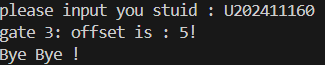 please input you stuid : U202411160
gate 3: offset is : 5!
Bye Bye !